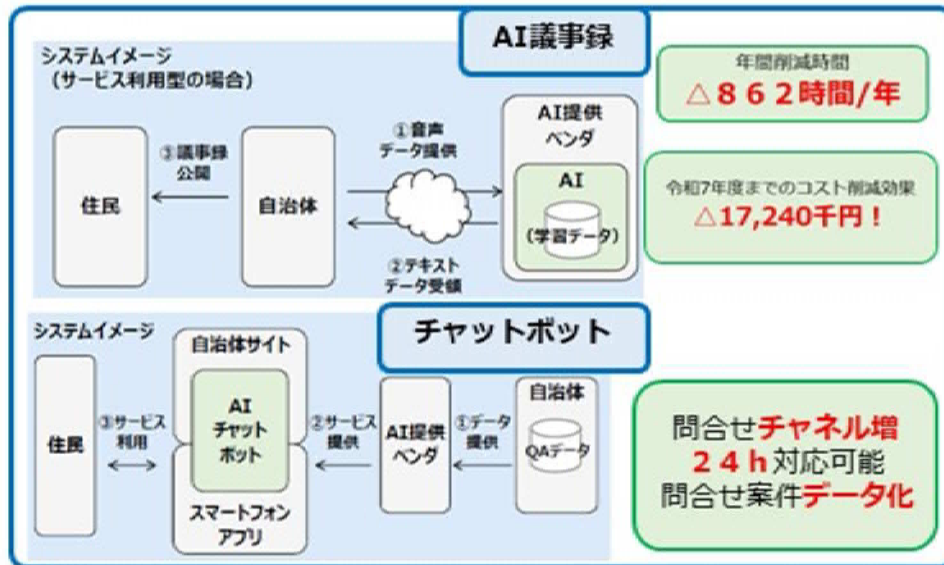 AI議事録
システムイメージ
（サービス利用型の場合）
住民
③議事録
公開
自治体
①音声
データ提供
②テキスト
データ受領
AI提供
ベンダ
AI
（学習データ）
年間削減時間
△８６２時間/年
令和7年度までのコスト削減効果
△17,240千円！
チャットボット
システムイメージ
住民
③サービス
利用
自治体サイト
AI
チャット
ボット
スマートフォン
アプリ
②サービス
提供
AI提供
ベンダ
①データ
提供
自治体
QAデータ
問合せチャネル増
２４ｈ対応可能
問合せ案件データ化